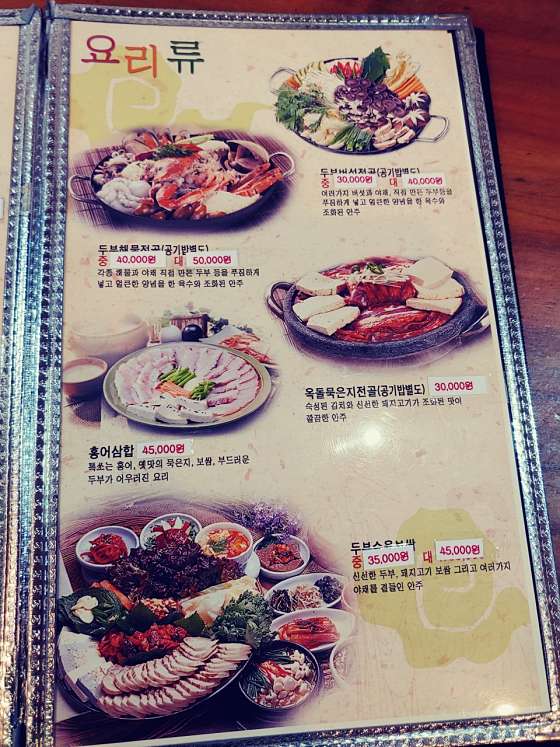 요리류
두부버섯전골(공기밥별도)
중 30,000원 대 40,000원
여러가지 버섯과 야채, 직접 만든 두부등을
푸짐하게 넣고 얼큰한 양념을 한 육수와
조화된 안주
두부해물전골(공기밥별도)
중 40,000원 대 50,000원
각종 해물과 야채 직접 만든 두부 등을 푸짐하게
넣고 얼큰한 양념을 한 육수와 조화된 안주
옥돌묵은지전골(공기밥별도) 30,000원
숙성된 김치와 신선한 돼지고기가 조화된 맛이
깔끔한 안주
홍어삼합 45,000원
톡쏘는 홍어, 옛맛의 묵은지, 보쌈, 부드러운
두부가 어우러진 요리
두부수육보쌈
중 35,000원 대 45,000원
신선한 두부, 돼지고기 보쌈 그리고 여러가지
야채를 곁들인 안주